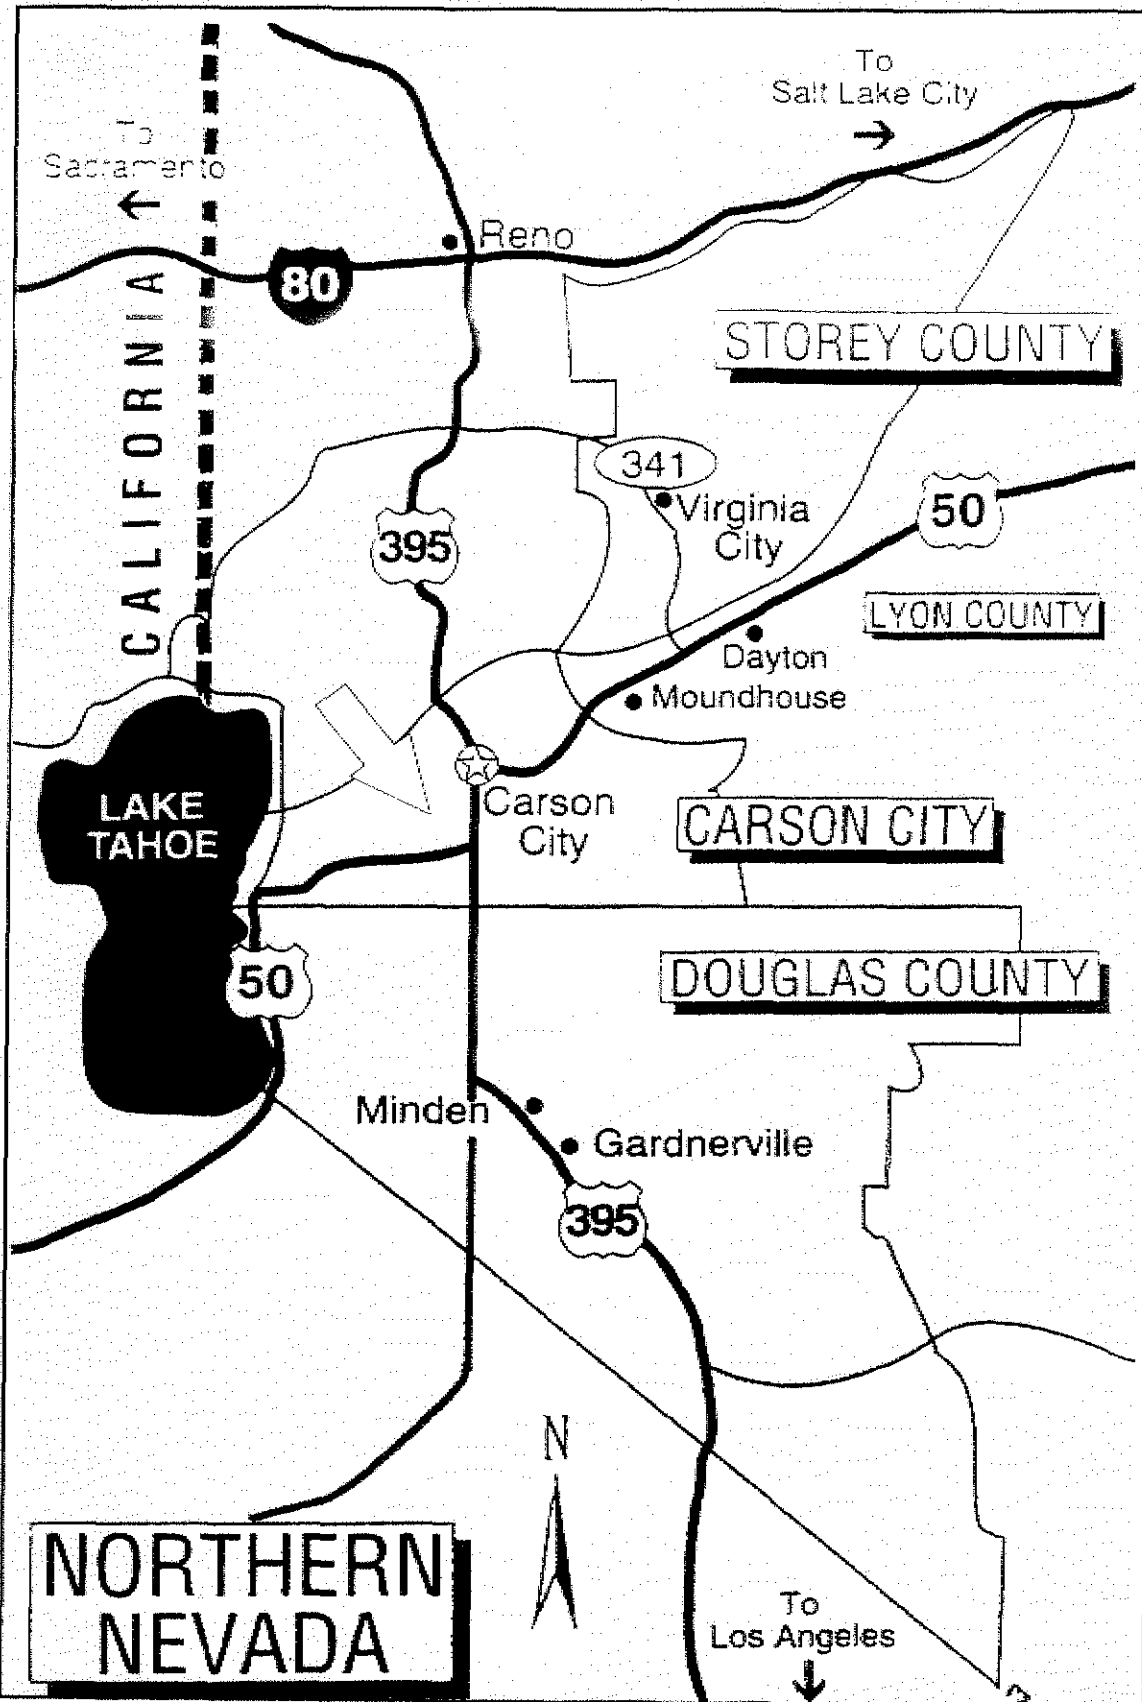 To
Salt Lake City
To
Sacramento
Reno
80
CALIFORNIA
STOREY COUNTY
341
Virginia
City
50
395
LYON COUNTY
Dayton
Moundhouse
LAKE
TAHOE
Carson
City
CARSON CITY
50
DOUGLAS COUNTY
Minden
Gardnerville
395
N
NORTHERN
NEVADA
To
Los Angeles